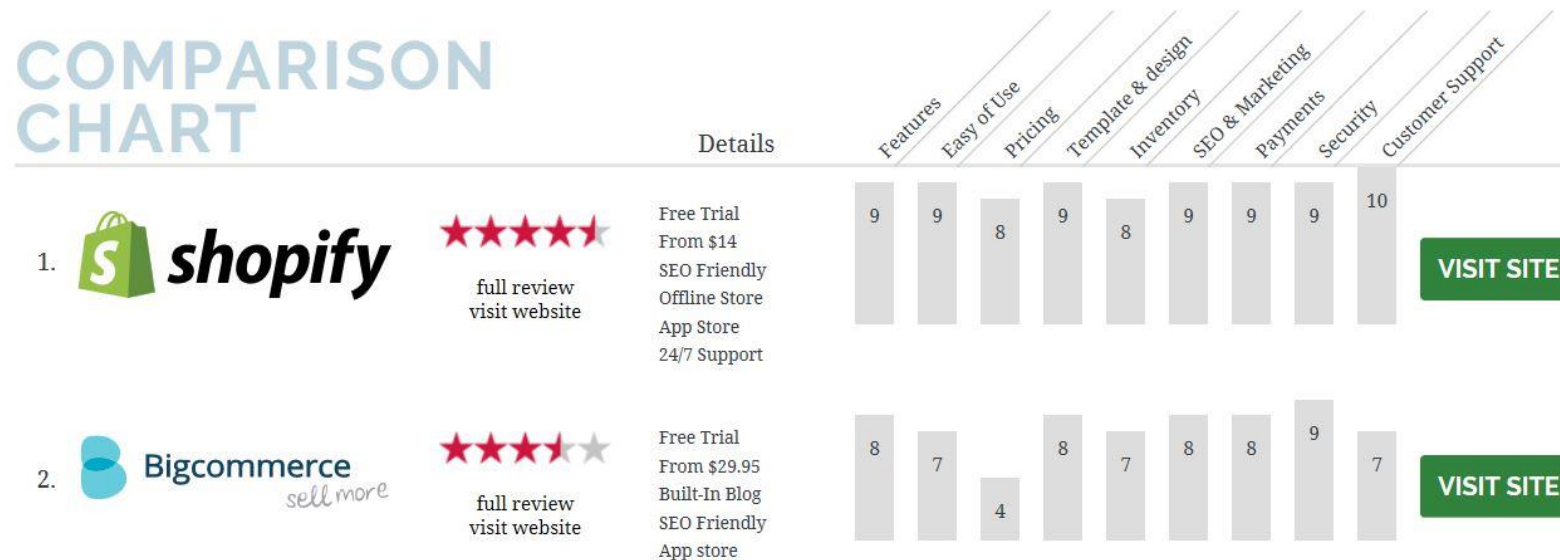 COMPARISON
CHART
Details
Features
Easy of Use
Pricing
Template & design
Inventory
SEO & Marketing
Payments
Security
Customer Support
1.
S shopify
full review
visit website
Free Trial
From $14
SEO Friendly
Offline Store
App Store
24/7 Support
9 9 8 9 8 9 9 9 10
VISIT SITE
2.
Bigcommerce
sell more
full review
visit website
Free Trial
From $29.95
Built-In Blog
SEO Friendly
App store
8 7 4 8 7 8 8 9 7
VISIT SITE